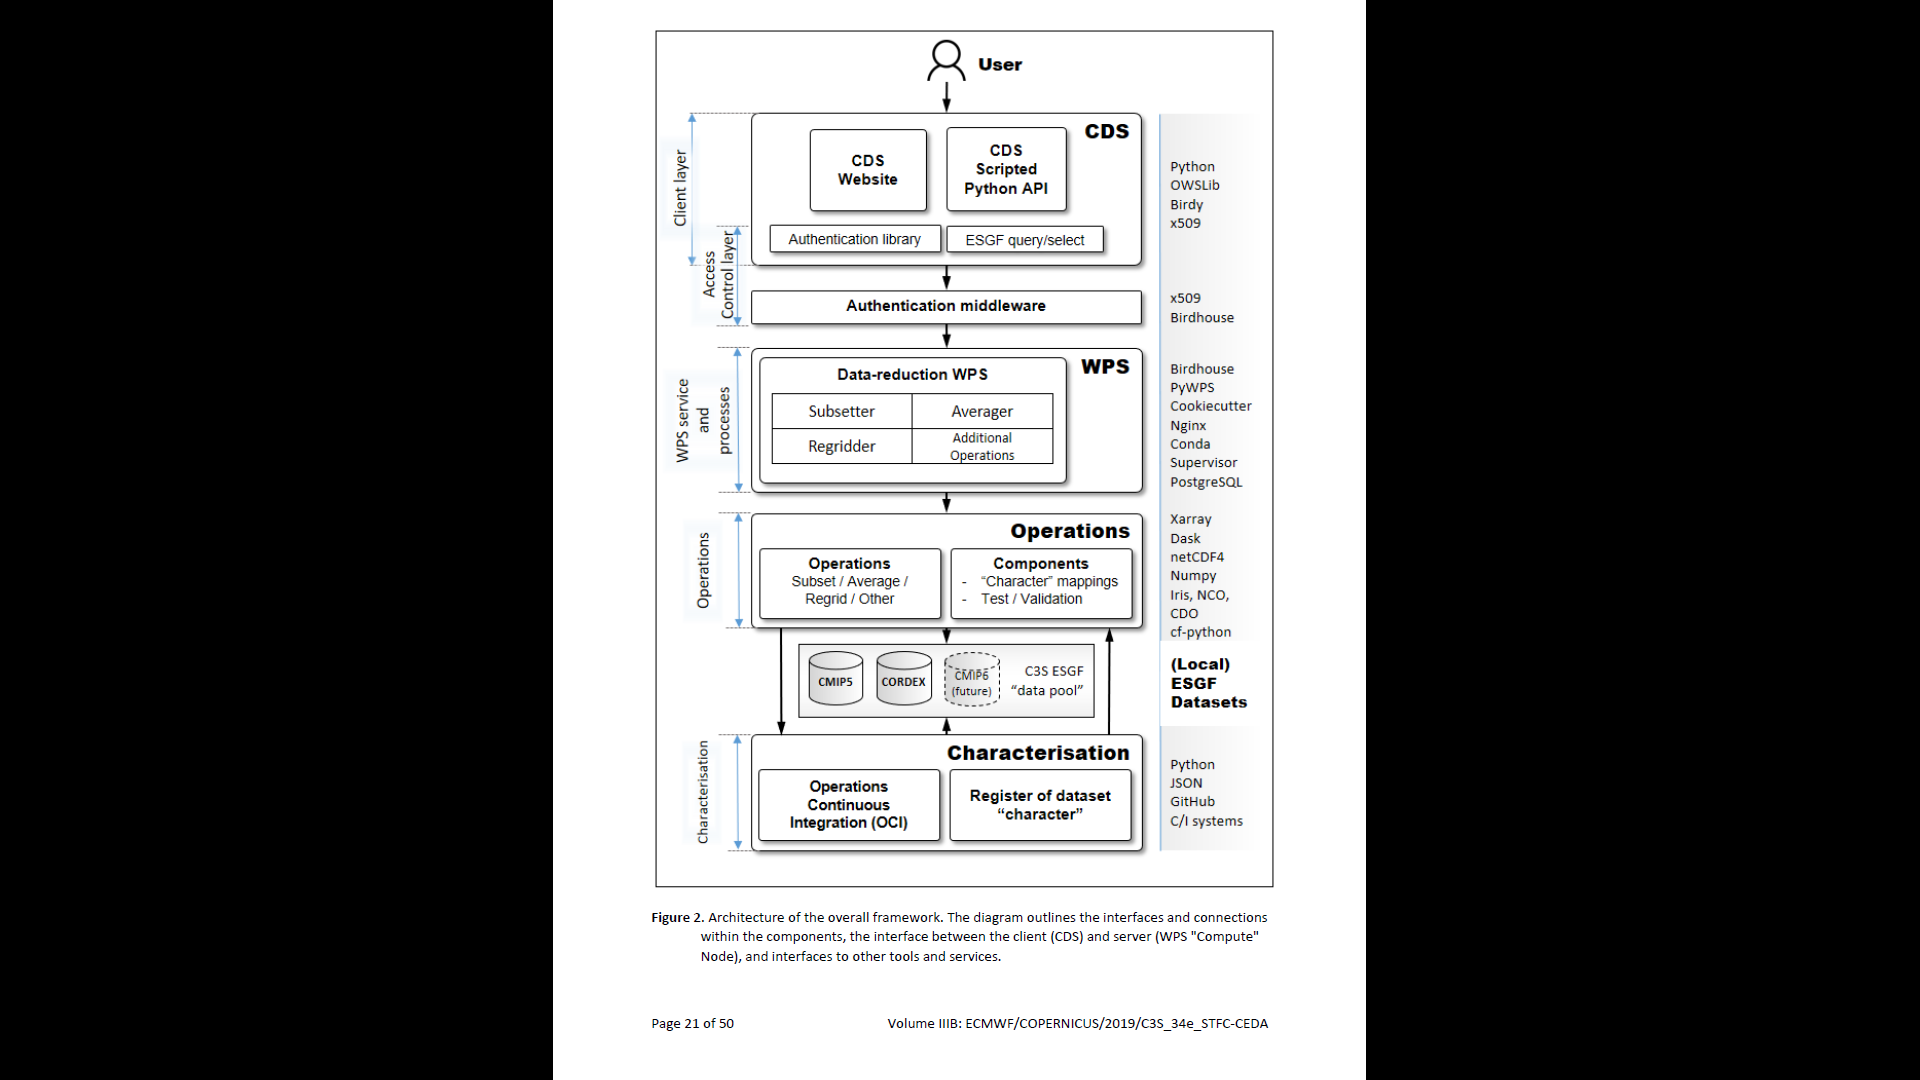 User
CDS
CDS
Website
CDS
Scripted
Python API
Authentication library
ESGF query/select
Client layer
Access
Control layer
Python
OWSLib
Birdy
x509
Authentication middleware
x509
Birdhouse
WPS
Data-reduction WPS
Subsetter
Averager
Regridder
Additional
Operations
WPS service
and
processes
Birdhouse
PyWPS
Cookiecutter
Nginx
Conda
Supervisor
PostgreSQL
Operations
Operations
Operations
Subset / Average /
Regrid / Other
Components
- “Character” mappings
- Test / Validation
Xarray
Dask
netCDF4
Numpy
Iris, NCO,
CDO
cf-python
CMIP5
CORDEX
CMIP6
(future)
C3S ESGF
“data pool”
(Local)
ESGF
Datasets
Characterisation
Characterisation
Operations
Continuous
Integration (OCI)
Register of dataset
“character”
Python
JSON
GitHub
C/I systems
Figure 2. Architecture of the overall framework. The diagram outlines the interfaces and connections
within the components, the interface between the client (CDS) and server (WPS "Compute"
Node), and interfaces to other tools and services.
Page 21 of 50
Volume IIIB: ECMWF/COPERNICUS/2019/C3S_34e_STFC-CEDA